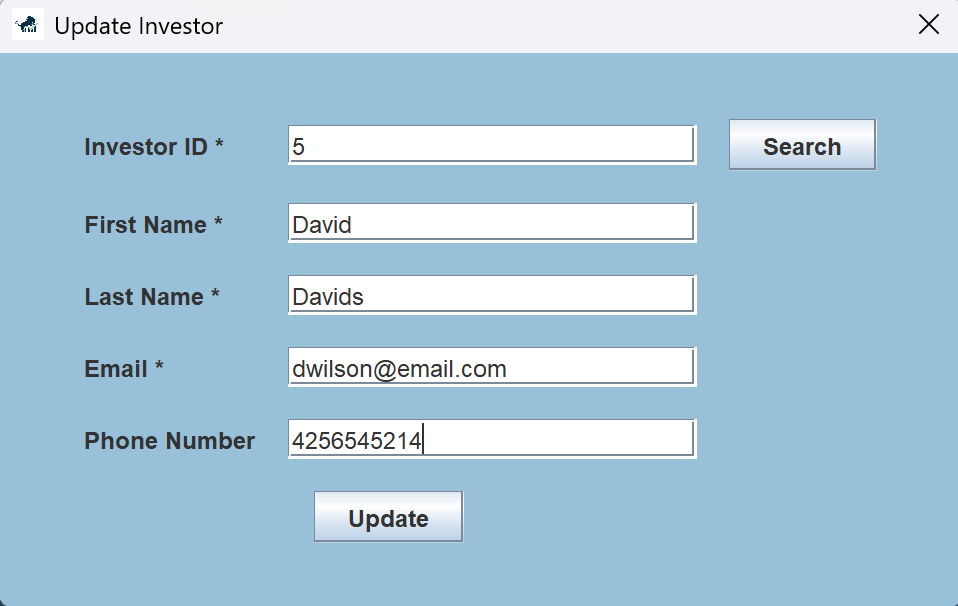 Update Investor
Investor ID * 5 Search
First Name * David
Last Name * Davids
Email * dwilson@email.com
Phone Number 4256545214
Update